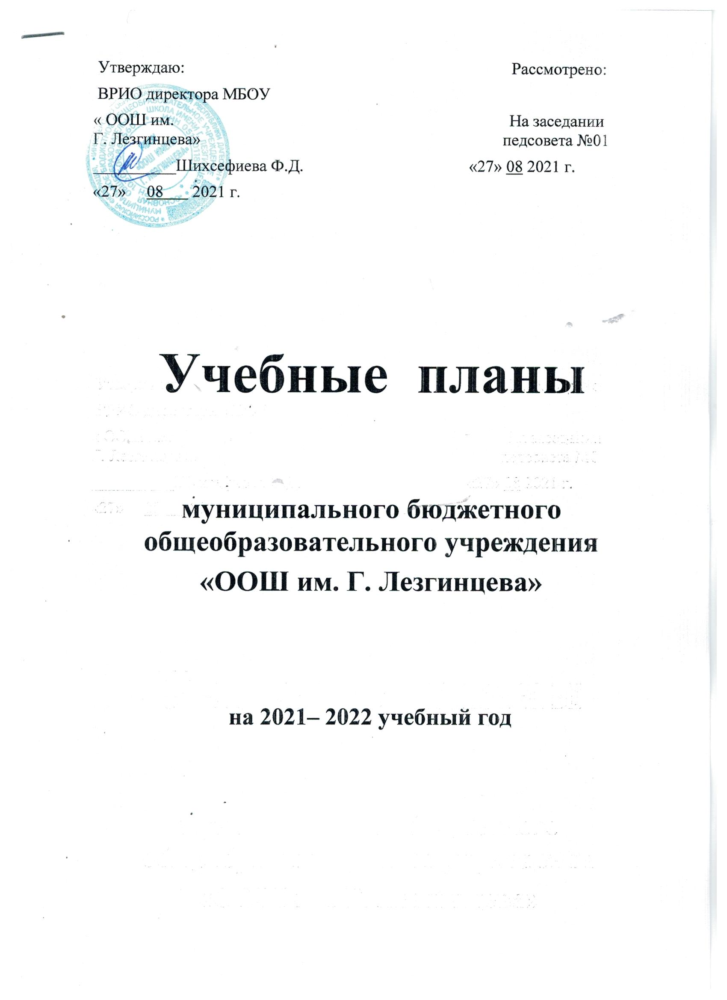 Утверждаю:
ВРИО директора МБОУ
« ООШ им.
Г. Лезгинцева»
____________Шихсефиева Ф.Д.
«27» 08 2021 г.
Рассмотрено:
На заседании
педсовета №01
«27» 08 2021 г.
Учебные планы
муниципального бюджетного
общеобразовательного учреждения
«ООШ им. Г. Лезгинцева»
на 2021– 2022 учебный год